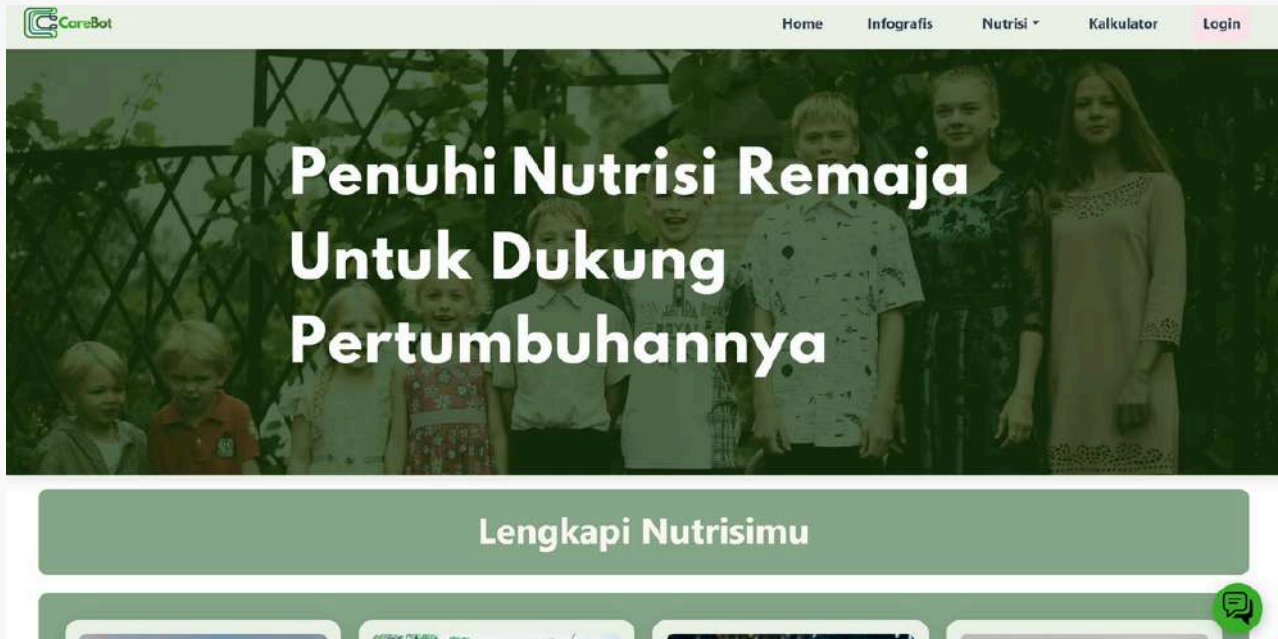 CareBot
Home Infografis Nutrisi Kalkulator Login
Penuhi Nutrisi Remaja
Untuk Dukung
Pertumbuhannya
Lengkapi Nutrisimu